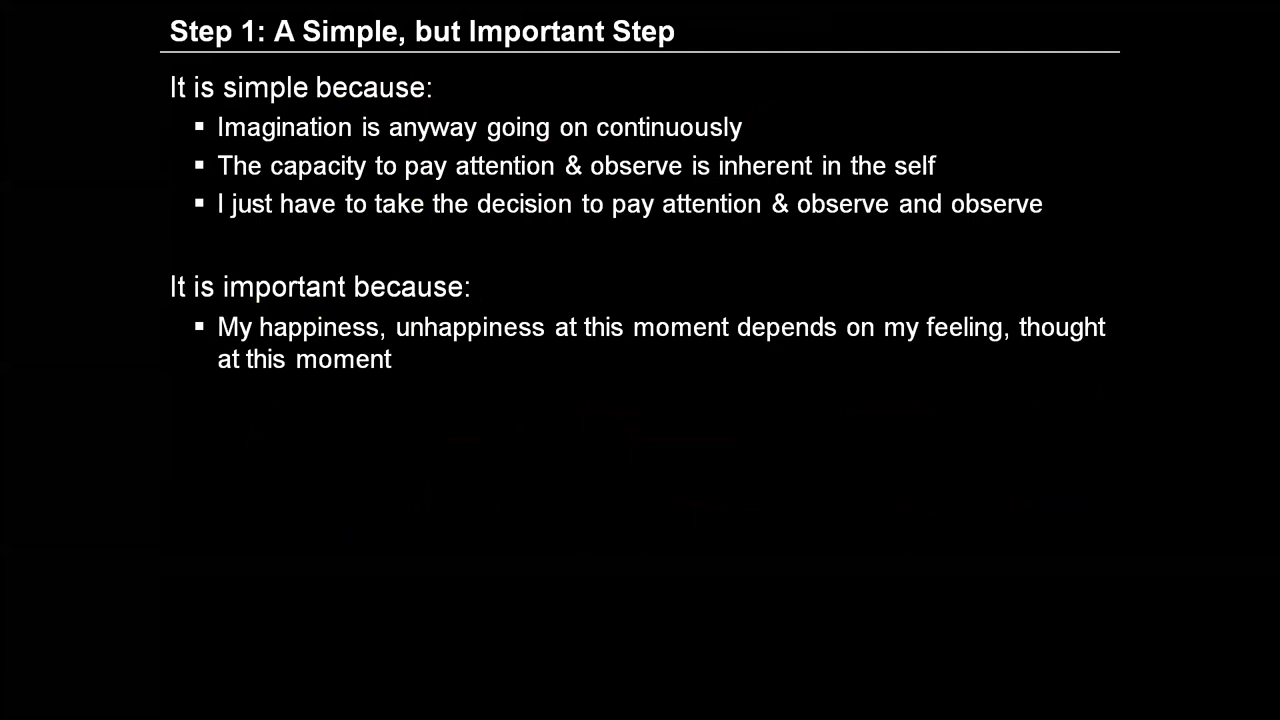 Step 1: A Simple, but Important Step
It is simple because:
▪ Imagination is anyway going on continuously
▪ The capacity to pay attention & observe is inherent in the self
▪ I just have to take the decision to pay attention & observe and observe
It is important because:
▪ My happiness, unhappiness at this moment depends on my feeling, thought
at this moment